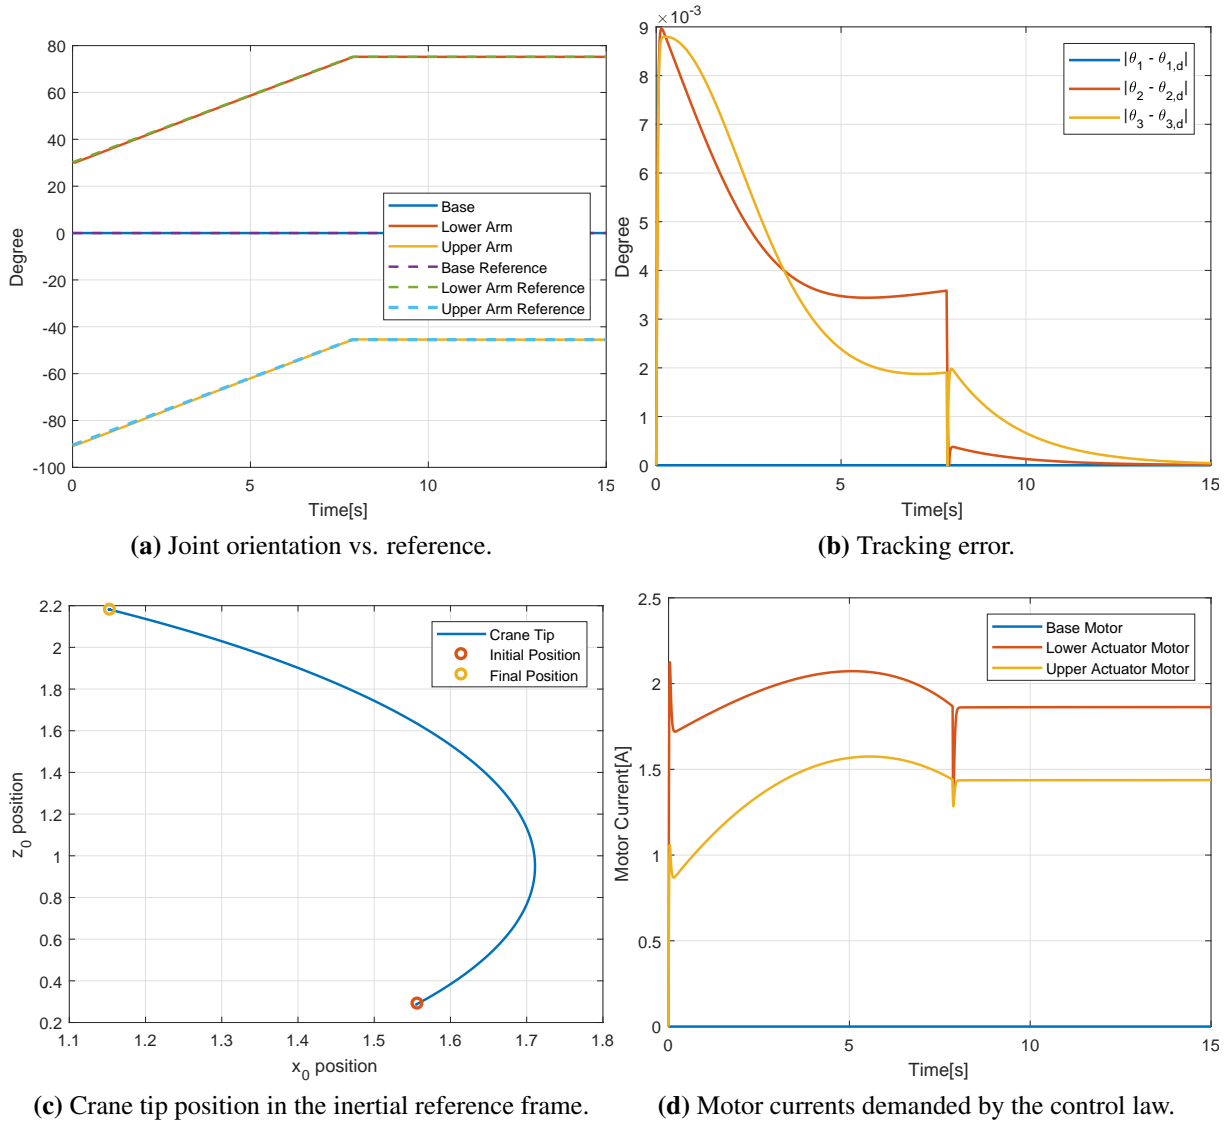 80
60
40
20
0
-20
-40
-60
-80
-100
0
5
10
15
Degree
Time[s]
Base
Lower Arm
Upper Arm
Base Reference
Lower Arm Reference
Upper Arm Reference
(a) Joint orientation vs. reference.
×10⁻³
9
8
7
6
5
4
3
2
1
0
0
5
10
15
Degree
Time[s]
|θ₁ - θ₁,d|
|θ₂ - θ₂,d|
|θ₃ - θ₃,d|
(b) Tracking error.
2.2
2
1.8
1.6
1.4
1.2
1
0.8
0.6
0.4
0.2
1.1
1.2
1.3
1.4
1.5
1.6
1.7
1.8
z₀ position
x₀ position
Crane Tip
Initial Position
Final Position
(c) Crane tip position in the inertial reference frame.
2.5
2
1.5
1
0.5
0
0
5
10
15
Motor Current[A]
Time[s]
Base Motor
Lower Actuator Motor
Upper Actuator Motor
(d) Motor currents demanded by the control law.